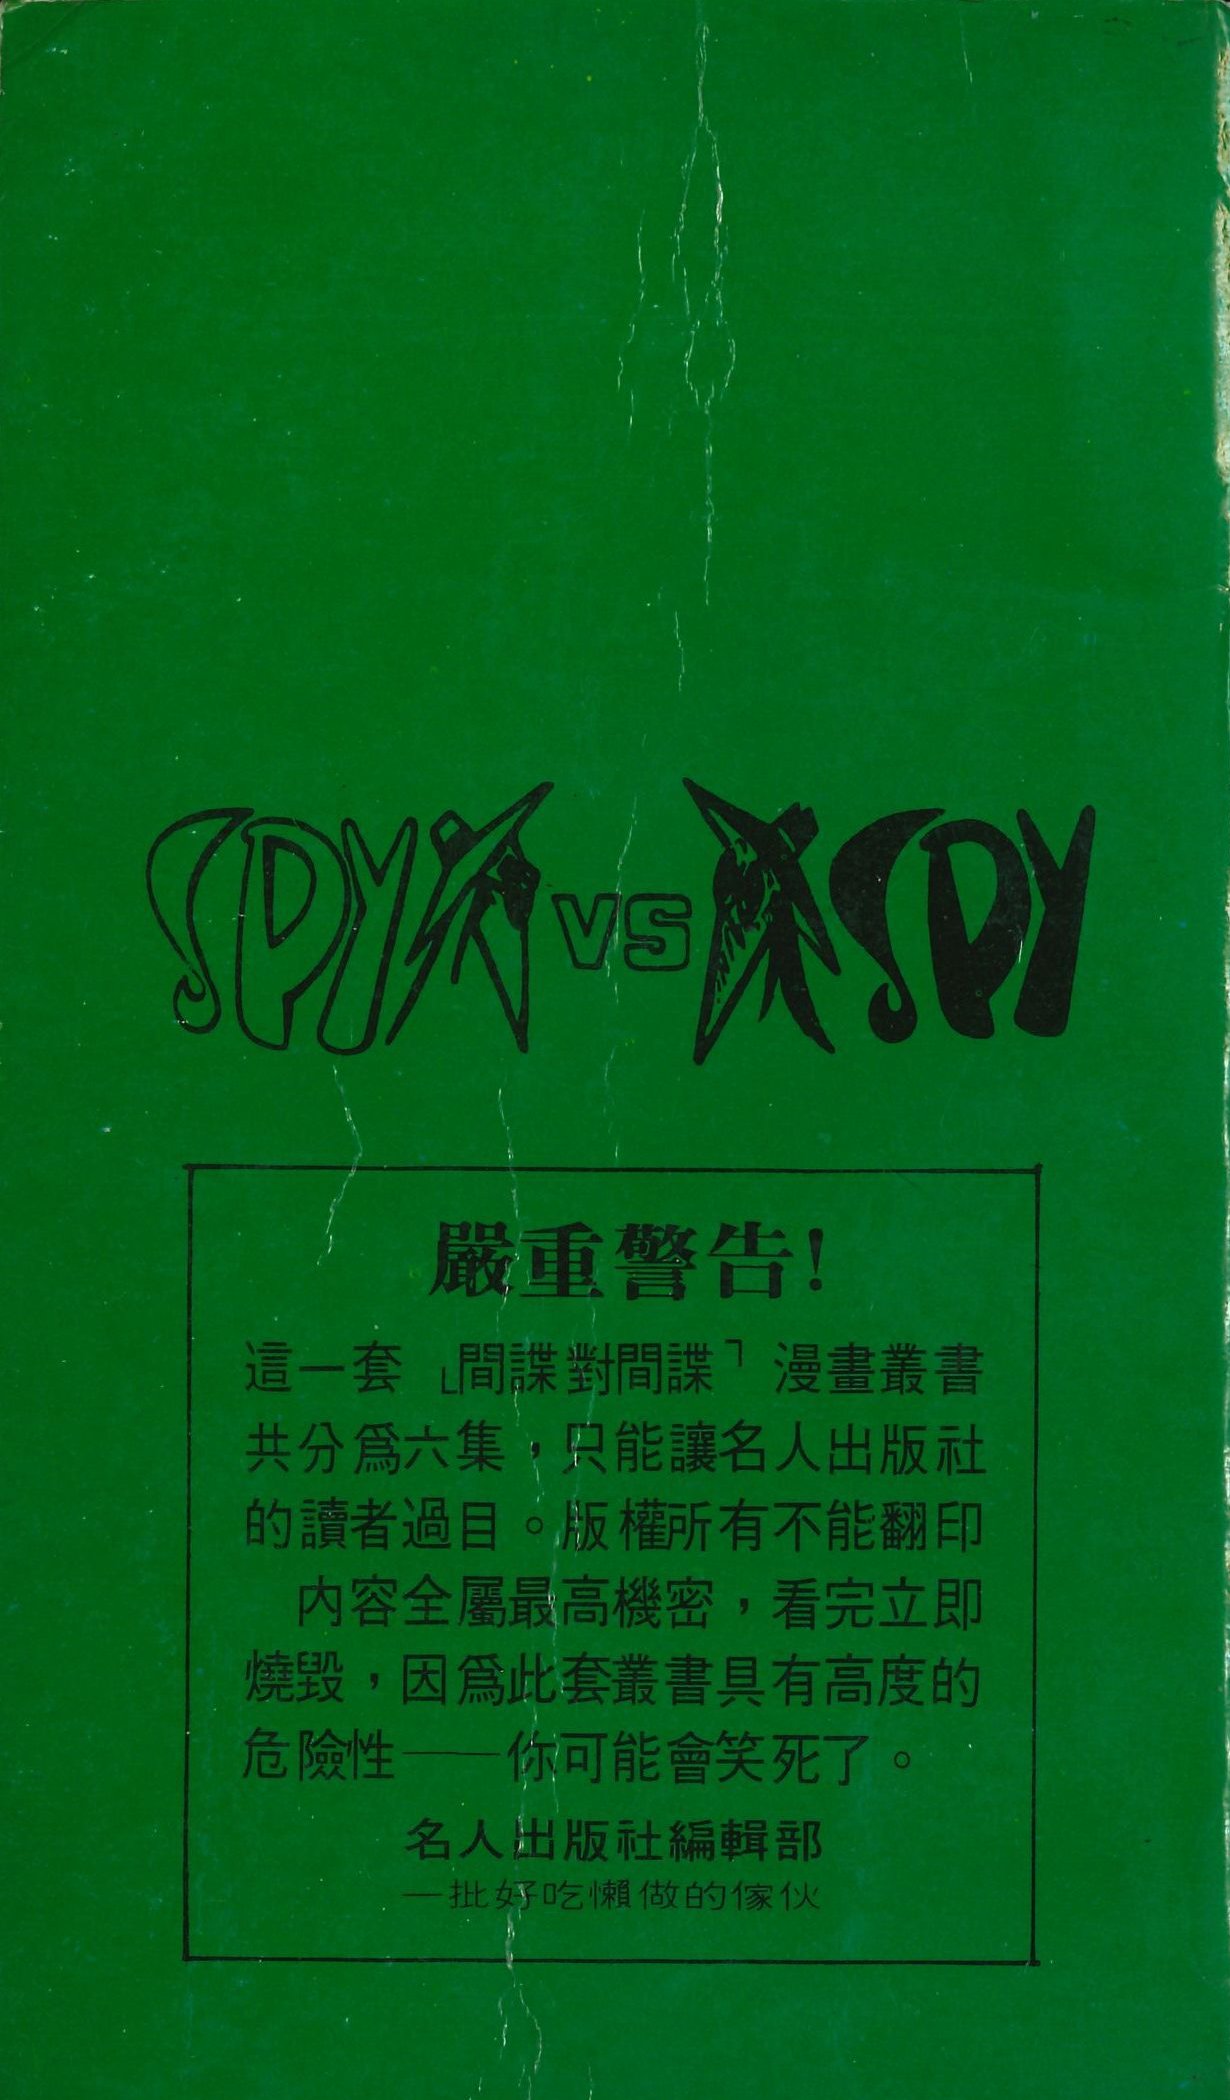 SPY VS SPY
嚴重警告！
這一套「間諜對間諜」漫畫叢書
共分爲六集，只能讓名人出版社
的讀者過目。版權所有不能翻印
內容全屬最高機密，看完立即
燒毀，因爲此套叢書具有高度的
危險性——你可能會笑死了。
名人出版社編輯部
一批好吃懶做的傢伙